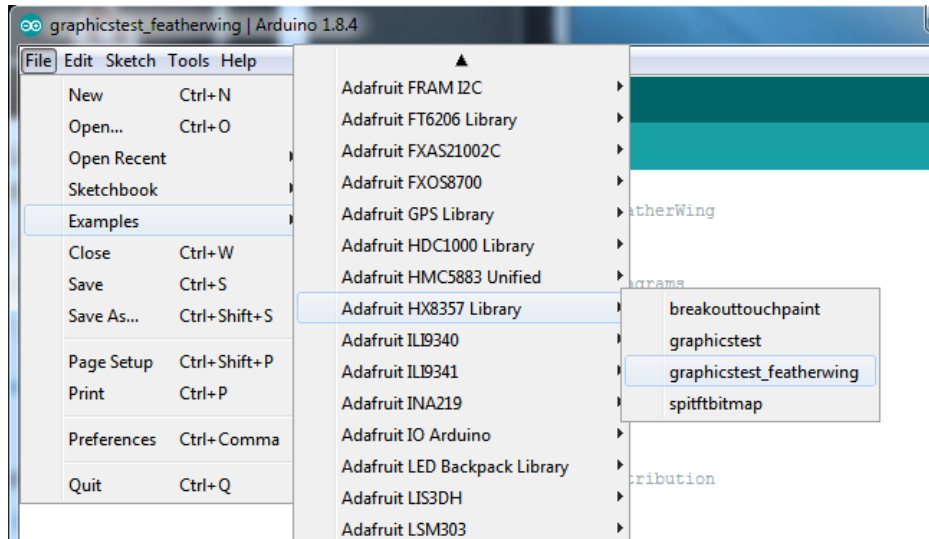 graphicstest_featherwing | Arduino 1.8.4
File Edit Sketch Tools Help
New Ctrl+N
Open... Ctrl+O
Open Recent
Sketchbook
Examples
Close Ctrl+W
Save Ctrl+S
Save As... Ctrl+Shift+S
Page Setup Ctrl+Shift+P
Print Ctrl+P
Preferences Ctrl+Comma
Quit Ctrl+Q
Adafruit FRAM I2C
Adafruit FT6206 Library
Adafruit FXAS21002C
Adafruit FXOS8700
Adafruit GPS Library
Adafruit HDC1000 Library
Adafruit HMC5883 Unified
Adafruit HX8357 Library
Adafruit ILI9340
Adafruit ILI9341
Adafruit INA219
Adafruit IO Arduino
Adafruit LED Backpack Library
Adafruit LIS3DH
Adafruit LSM303
breakouttouchpaint
graphicstest
graphicstest_featherwing
spitftbitmap
atherWing
agrams
tribution